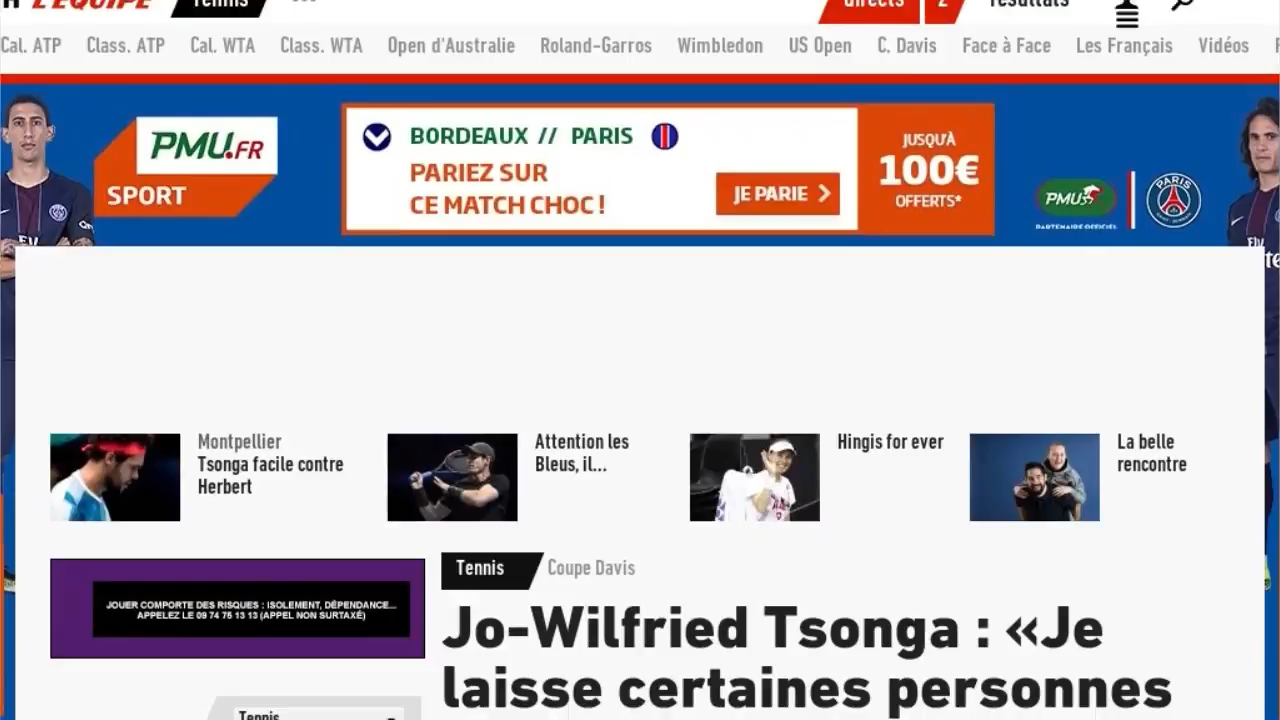 L'EQUIPE
Tennis
directs
2
résultats
Cal. ATP Class. ATP Cal. WTA Class. WTA Open d'Australie Roland-Garros Wimbledon US Open C. Davis Face à Face Les Français Vidéos
PMU.FR
SPORT
BORDEAUX // PARIS
PARIEZ SUR
CE MATCH CHOC !
JE PARIE
JUSQU'À
100€
OFFERTS*
PMU
PARTENAIRE OFFICIEL
PARIS
Montpellier
Tsonga facile contre
Herbert
Attention les
Bleus, il...
Hingis for ever
La belle
rencontre
JOUER COMPORTE DES RISQUES : ISOLEMENT, DÉPENDANCE...
APPELEZ LE 09 74 75 13 13 (APPEL NON SURTAXÉ)
Tennis
Coupe Davis
Jo-Wilfried Tsonga : «Je
laisse certaines personnes
Tennis